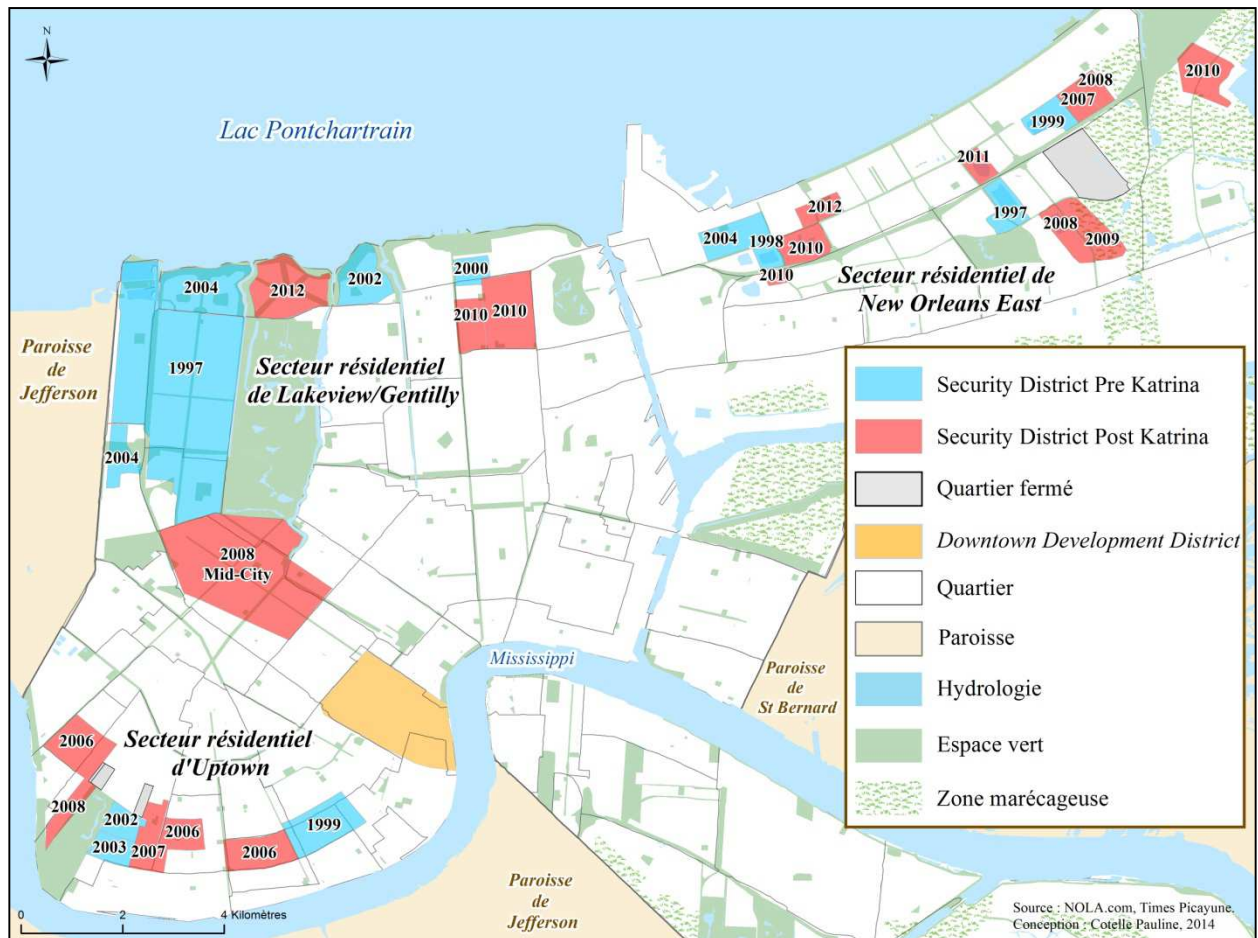 N
Lac Pontchartrain
2010
2008
2007
1999
2011
1997
2008
2009
2012
2004
1998
2010
2010
Secteur résidentiel de
New Orleans East
2004
2012
2002
2000
2010
2010
Paroisse
de
Jefferson
1997
Secteur résidentiel
de Lakeview/Gentilly
2004
2008
Mid-City
Mississippi
Paroisse
de
St Bernard
2006
Secteur résidentiel
d'Uptown
2008
2002
2003
2007
2006
2006
1999
Paroisse
de
Jefferson
Security District Pre Katrina
Security District Post Katrina
Quartier fermé
Downtown Development District
Quartier
Paroisse
Hydrologie
Espace vert
Zone marécageuse
0 2 4 Kilomètres
Source : NOLA.com, Times Picayune.
Conception : Cotelle Pauline, 2014